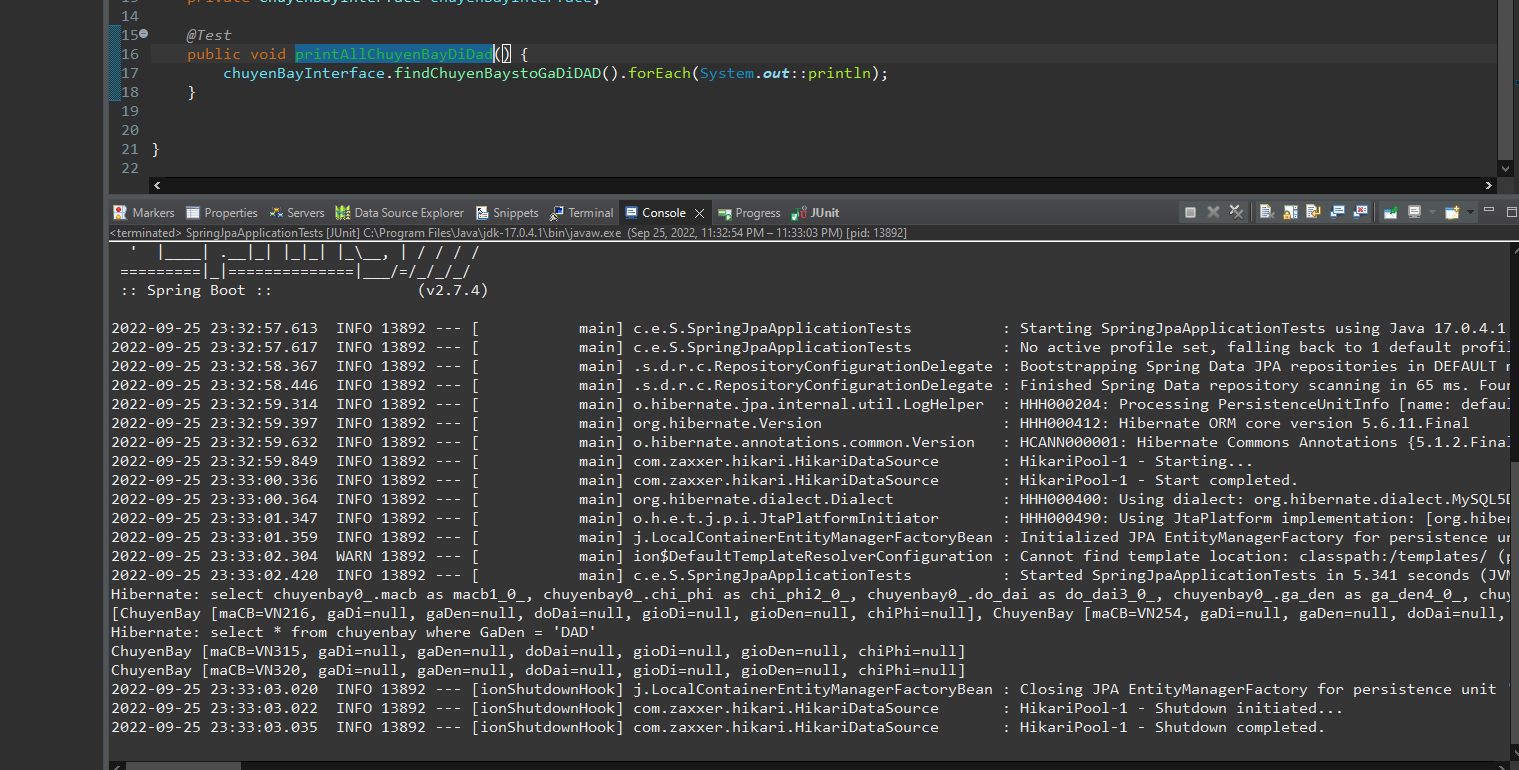 14
15 @Test
16 public void printAllChuyenBayDiDad() {
17 chuyenBayInterface.findChuyenBaystoGaDiDAD().forEach(System.out::println);
18 }
19
20
21 }
22
Markers Properties Servers Data Source Explorer Snippets Terminal Console Progress JUnit
<terminated> SpringJpaApplicationTests [JUnit] C:\Program Files\Java\jdk-17.0.4.1\bin\javaw.exe (Sep 25, 2022, 11:32:54 PM – 11:33:03 PM) [pid: 13892]
' |____| .__|_| |_|_| |_\__, | / / / /
=========|_|==============|___/=/_/_/_/
:: Spring Boot :: (v2.7.4)
2022-09-25 23:32:57.613 INFO 13892 --- [ main] c.e.S.SpringJpaApplicationTests : Starting SpringJpaApplicationTests using Java 17.0.4.1
2022-09-25 23:32:57.617 INFO 13892 --- [ main] c.e.S.SpringJpaApplicationTests : No active profile set, falling back to 1 default profil
2022-09-25 23:32:58.367 INFO 13892 --- [ main] .s.d.r.c.RepositoryConfigurationDelegate : Bootstrapping Spring Data JPA repositories in DEFAULT m
2022-09-25 23:32:58.446 INFO 13892 --- [ main] .s.d.r.c.RepositoryConfigurationDelegate : Finished Spring Data repository scanning in 65 ms. Foun
2022-09-25 23:32:59.314 INFO 13892 --- [ main] o.hibernate.jpa.internal.util.LogHelper : HHH000204: Processing PersistenceUnitInfo [name: defaul
2022-09-25 23:32:59.397 INFO 13892 --- [ main] org.hibernate.Version : HHH000412: Hibernate ORM core version 5.6.11.Final
2022-09-25 23:32:59.632 INFO 13892 --- [ main] o.hibernate.annotations.common.Version : HCANN000001: Hibernate Commons Annotations {5.1.2.Final
2022-09-25 23:32:59.849 INFO 13892 --- [ main] com.zaxxer.hikari.HikariDataSource : HikariPool-1 - Starting...
2022-09-25 23:33:00.336 INFO 13892 --- [ main] com.zaxxer.hikari.HikariDataSource : HikariPool-1 - Start completed.
2022-09-25 23:33:00.364 INFO 13892 --- [ main] org.hibernate.dialect.Dialect : HHH000400: Using dialect: org.hibernate.dialect.MySQL5D
2022-09-25 23:33:01.347 INFO 13892 --- [ main] o.h.e.t.j.p.i.JtaPlatformInitiator : HHH000490: Using JtaPlatform implementation: [org.hiber
2022-09-25 23:33:01.359 INFO 13892 --- [ main] j.LocalContainerEntityManagerFactoryBean : Initialized JPA EntityManagerFactory for persistence un
2022-09-25 23:33:02.304 WARN 13892 --- [ main] ion$DefaultTemplateResolverConfiguration : Cannot find template location: classpath:/templates/ (p
2022-09-25 23:33:02.420 INFO 13892 --- [ main] c.e.S.SpringJpaApplicationTests : Started SpringJpaApplicationTests in 5.341 seconds (JVM
Hibernate: select chuyenbay0_.macb as macb1_0_, chuyenbay0_.chi_phi as chi_phi2_0_, chuyenbay0_.do_dai as do_dai3_0_, chuyenbay0_.ga_den as ga_den4_0_, chuy
[ChuyenBay [maCB=VN216, gaDi=null, gaDen=null, doDai=null, gioDi=null, gioDen=null, chiPhi=null], ChuyenBay [maCB=VN254, gaDi=null, gaDen=null, doDai=null,
Hibernate: select * from chuyenbay where GaDen = 'DAD'
ChuyenBay [maCB=VN315, gaDi=null, gaDen=null, doDai=null, gioDi=null, gioDen=null, chiPhi=null]
ChuyenBay [maCB=VN320, gaDi=null, gaDen=null, doDai=null, gioDi=null, gioDen=null, chiPhi=null]
2022-09-25 23:33:03.020 INFO 13892 --- [ionShutdownHook] j.LocalContainerEntityManagerFactoryBean : Closing JPA EntityManagerFactory for persistence unit '
2022-09-25 23:33:03.022 INFO 13892 --- [ionShutdownHook] com.zaxxer.hikari.HikariDataSource : HikariPool-1 - Shutdown initiated...
2022-09-25 23:33:03.035 INFO 13892 --- [ionShutdownHook] com.zaxxer.hikari.HikariDataSource : HikariPool-1 - Shutdown completed.